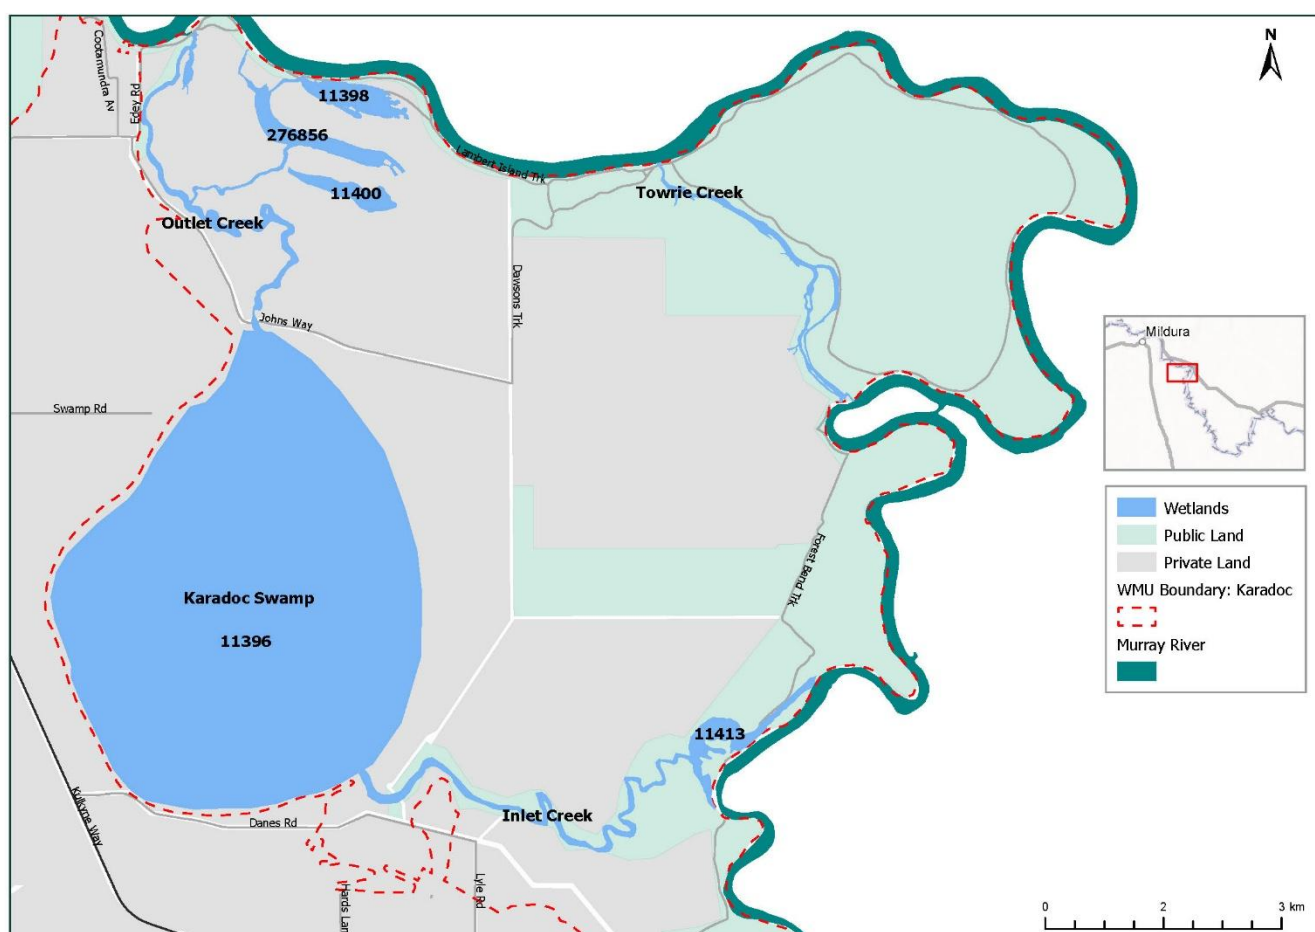 N
Cootamundra Av
Edey Rd
11398
276856
Lambert Island Trk
11400
Towrie Creek
Outlet Creek
Dawsons Trk
Johns Way
Mildura
Swamp Rd
Wetlands
Public Land
Private Land
WMU Boundary: Karadoc
Murray River
Forest Bend Trk
Karadoc Swamp
11396
11413
Kulkyne Way
Danes Rd
Inlet Creek
Hards Lan
Lyle Rd
0 2 3 km